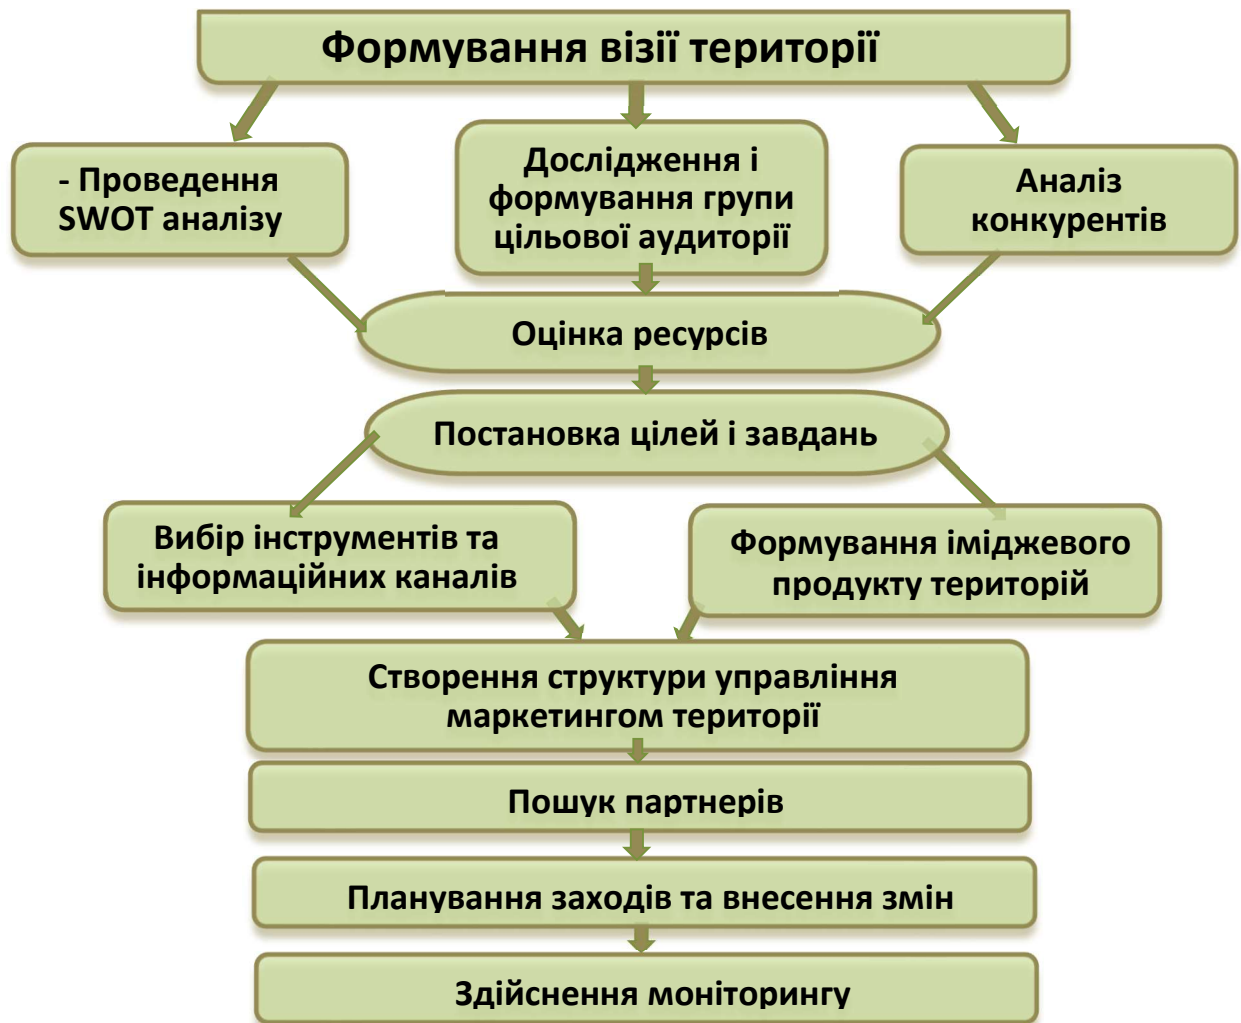 Формування візії території
- Проведення
SWOT аналізу
Дослідження і
формування групи
цільової аудиторії
Аналіз
конкурентів
Оцінка ресурсів
Постановка цілей і завдань
Вибір інструментів та
інформаційних каналів
Формування іміджевого
продукту територій
Створення структури управління
маркетингом території
Пошук партнерів
Планування заходів та внесення змін
Здійснення моніторингу